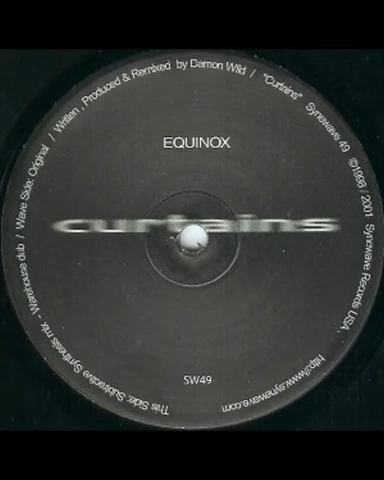 EQUINOX
curtains
SW49
This Side: Subtractive Synthesis mix - Warehouse dub / Wave Side: Original / Written, Produced & Remixed by Damon Wild / "Curtains" Synewave 49 ©1998 / 2001 Synewave Records USA. http://www.synewave.com